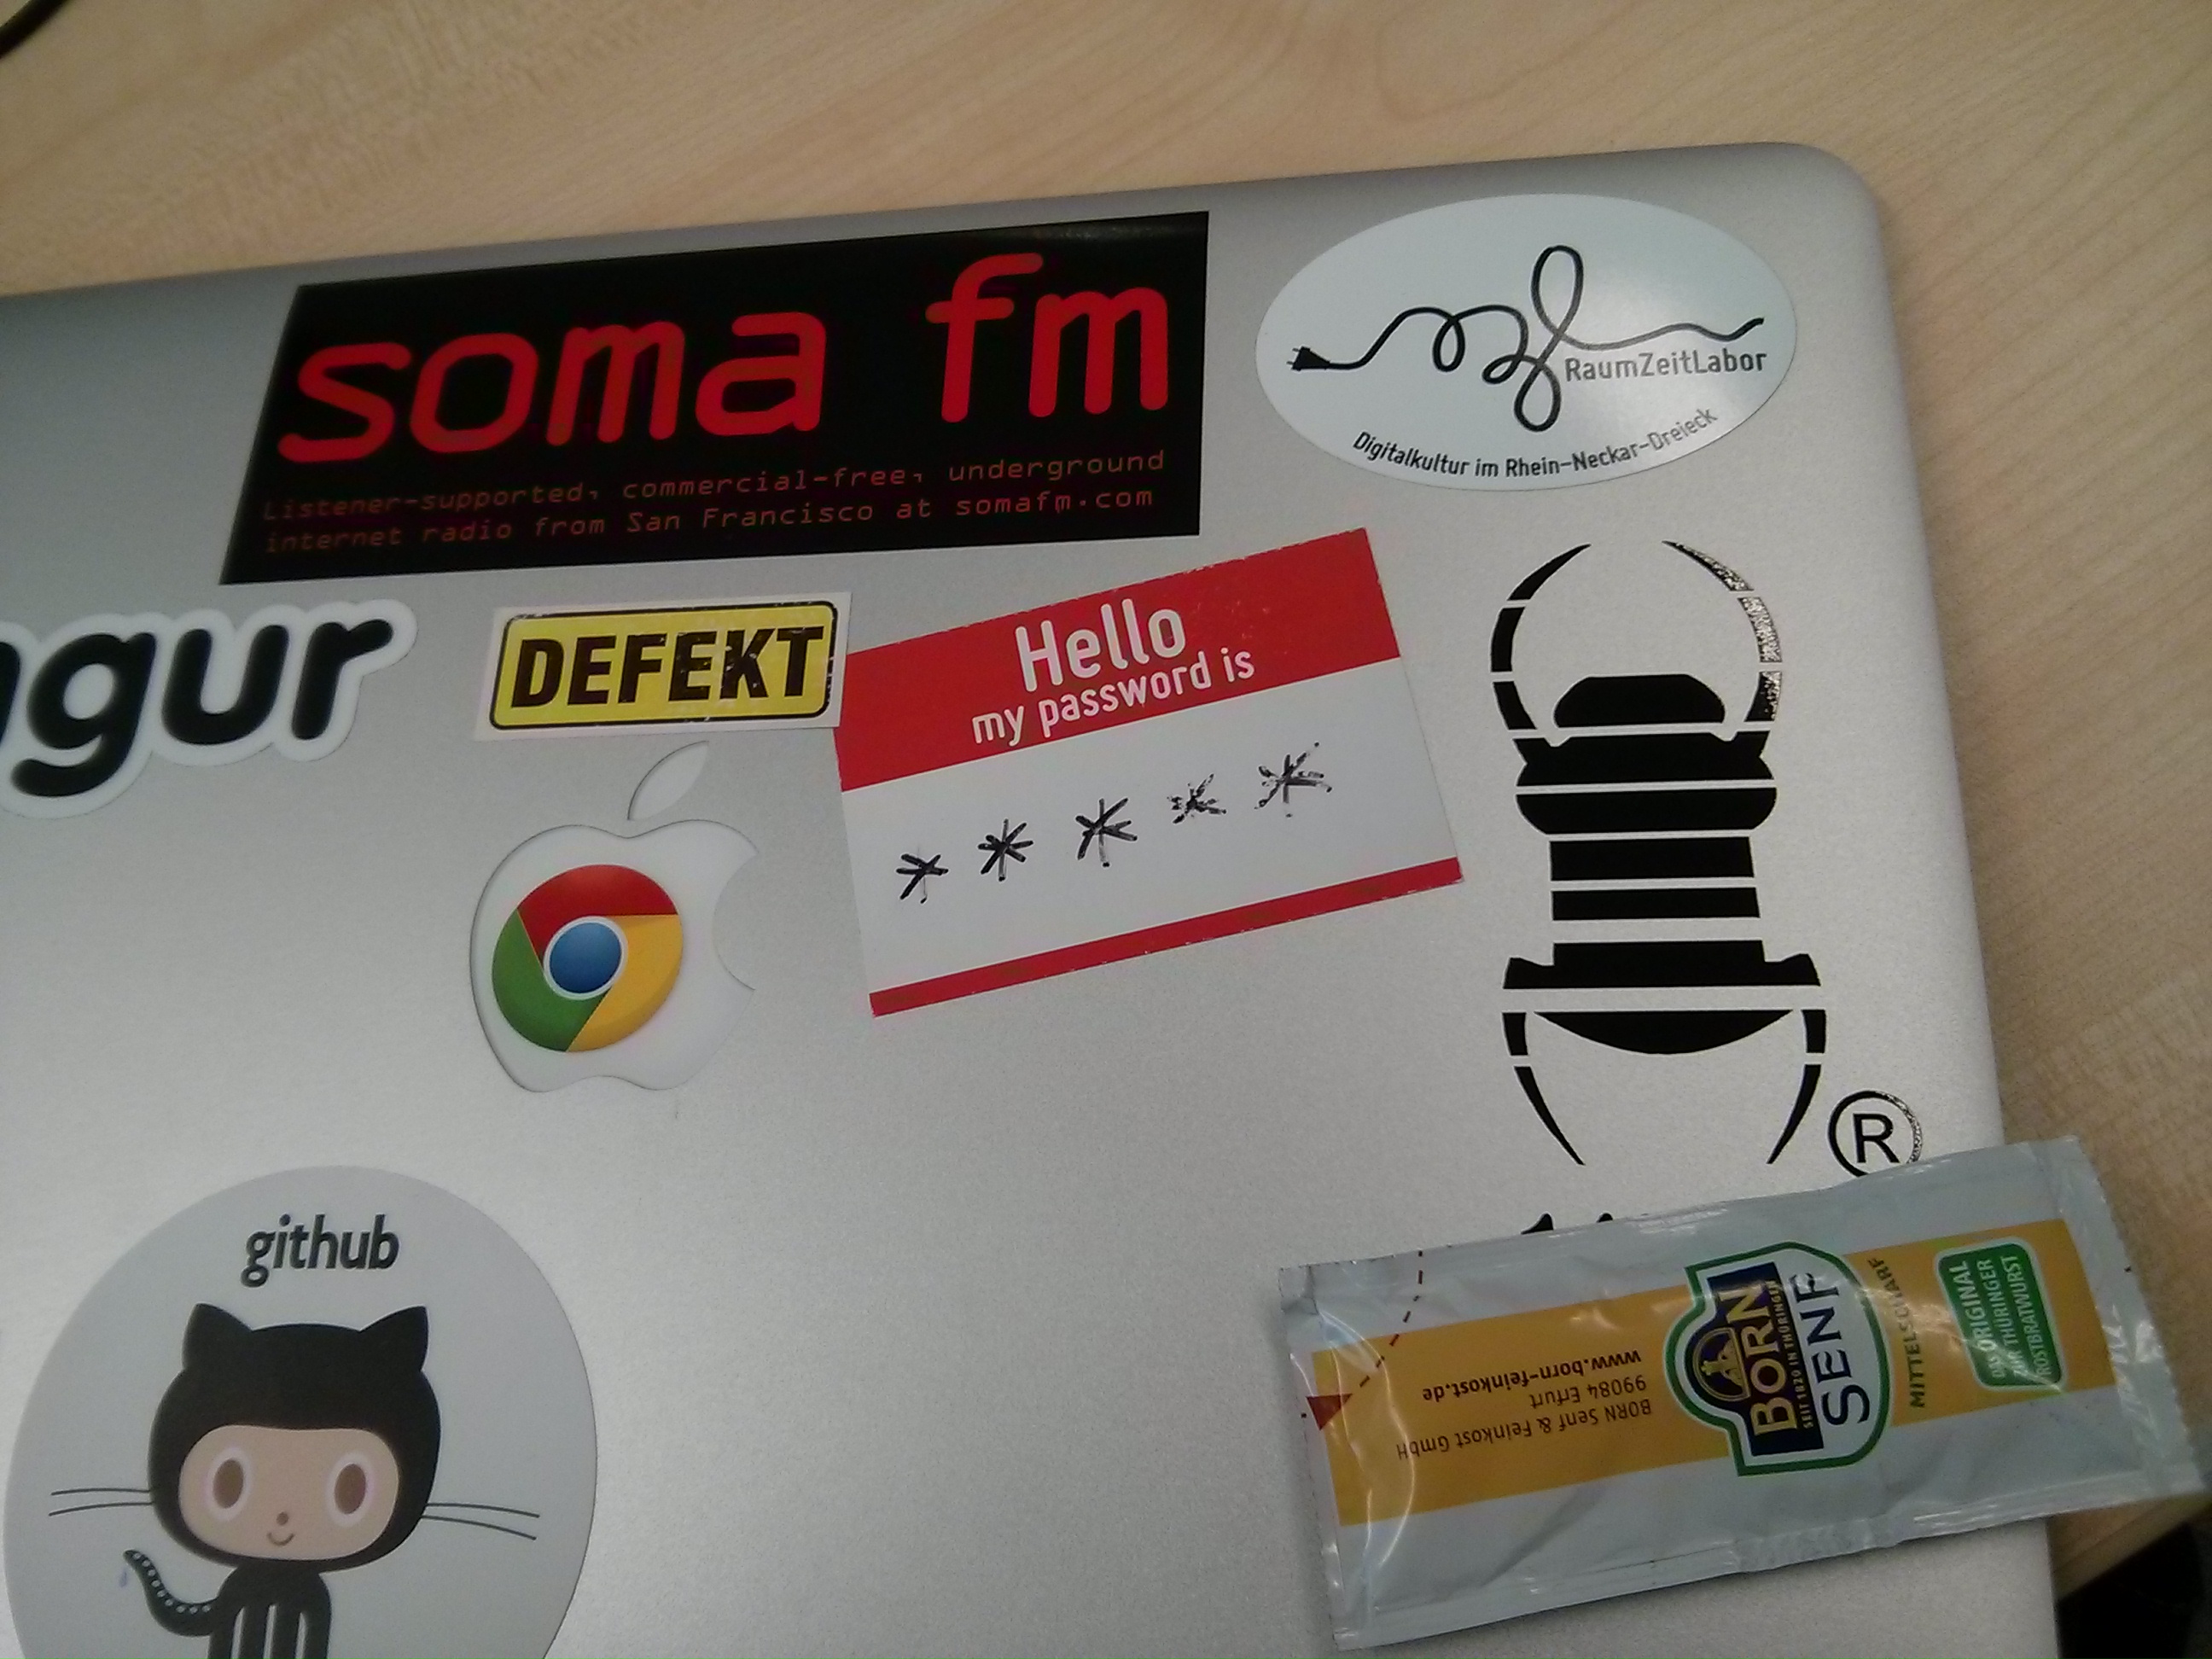 soma fm
Listener-supported, commercial-free, underground
internet radio from San Francisco at somafm.com
RaumZeitLabor
Digitalkultur im Rhein-Neckar-Dreieck
gur
DEFEKT
Hello
my password is
* * * * *
®
github
BORN
SEIT 1820 IN THÜRINGEN
SENF
MITTELSCHARF
DAS ORIGINAL
ZUR THÜRINGER
ROSTBRATWURST
BORN Senf & Feinkost GmbH
99084 Erfurt
www.born-feinkost.de